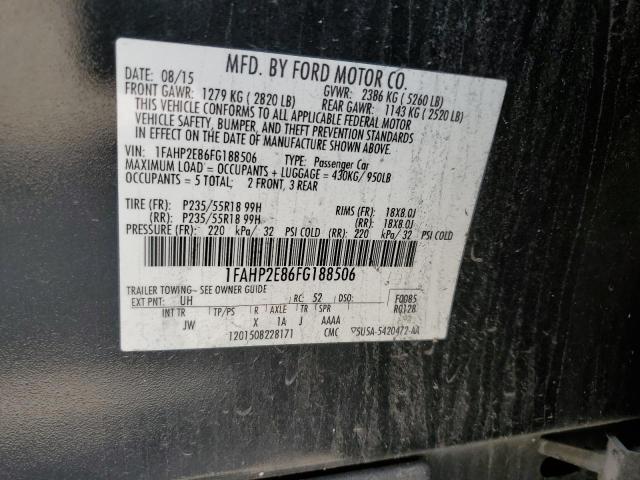 MFD. BY FORD MOTOR CO.
DATE: 08/15 GVWR: 2386 KG ( 5260 LB)
FRONT GAWR: 1279 KG ( 2820 LB) REAR GAWR: 1143 KG ( 2520 LB)
THIS VEHICLE CONFORMS TO ALL APPLICABLE FEDERAL MOTOR
VEHICLE SAFETY, BUMPER, AND THEFT PREVENTION STANDARDS
IN EFFECT ON THE DATE OF MANUFACTURE SHOWN ABOVE.
VIN: 1FAHP2E86FG188506 TYPE: Passenger Car
MAXIMUM LOAD = OCCUPANTS + LUGGAGE = 430KG/ 950LB
OCCUPANTS = 5 TOTAL; 2 FRONT, 3 REAR
TIRE (FR): P235/55R18 99H RIMS (FR): 18X8.0J
(RR): P235/55R18 99H (RR): 18X8.0J
PRESSURE (FR): 220 kPa/ 32 PSI COLD (RR): 220 kPa/ 32 PSI COLD
1FAHP2E86FG188506
TRAILER TOWING- SEE OWNER GUIDE
EXT PNT: UH RC: 52 DSO: F0085
INT TR TP/PS R AXLE TR SPR R0128
JW X 1A J AAAA
1201508228171 CMC 5U5A-5420472-AA